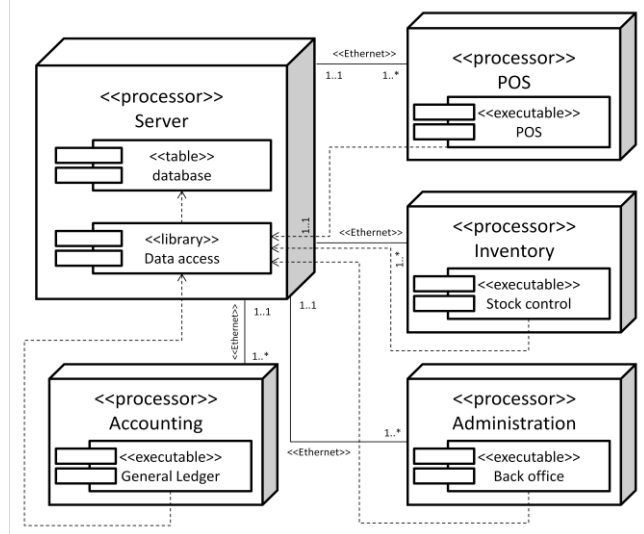 <<processor>>
Server
<<table>>
database
<<library>>
Data access
<<Ethernet>>
1..1
1..*
<<processor>>
POS
<<executable>>
POS
1..1
<<Ethernet>>
1..*
<<processor>>
Inventory
<<executable>>
Stock control
<<Ethernet>>
1..1
1..*
<<processor>>
Accounting
<<executable>>
General Ledger
1..1
1..*
<<Ethernet>>
<<processor>>
Administration
<<executable>>
Back office